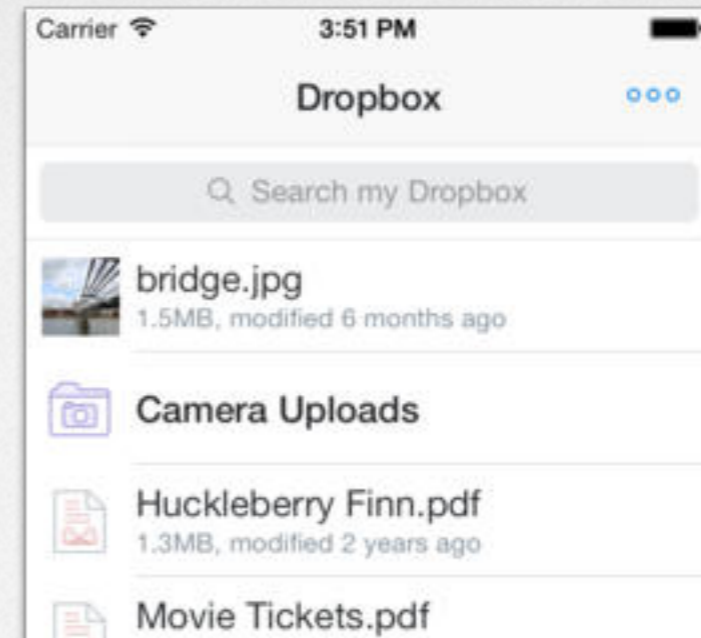 Carrier 3:51 PM
Dropbox
Search my Dropbox
bridge.jpg
1.5MB, modified 6 months ago
Camera Uploads
Huckleberry Finn.pdf
1.3MB, modified 2 years ago
Movie Tickets.pdf